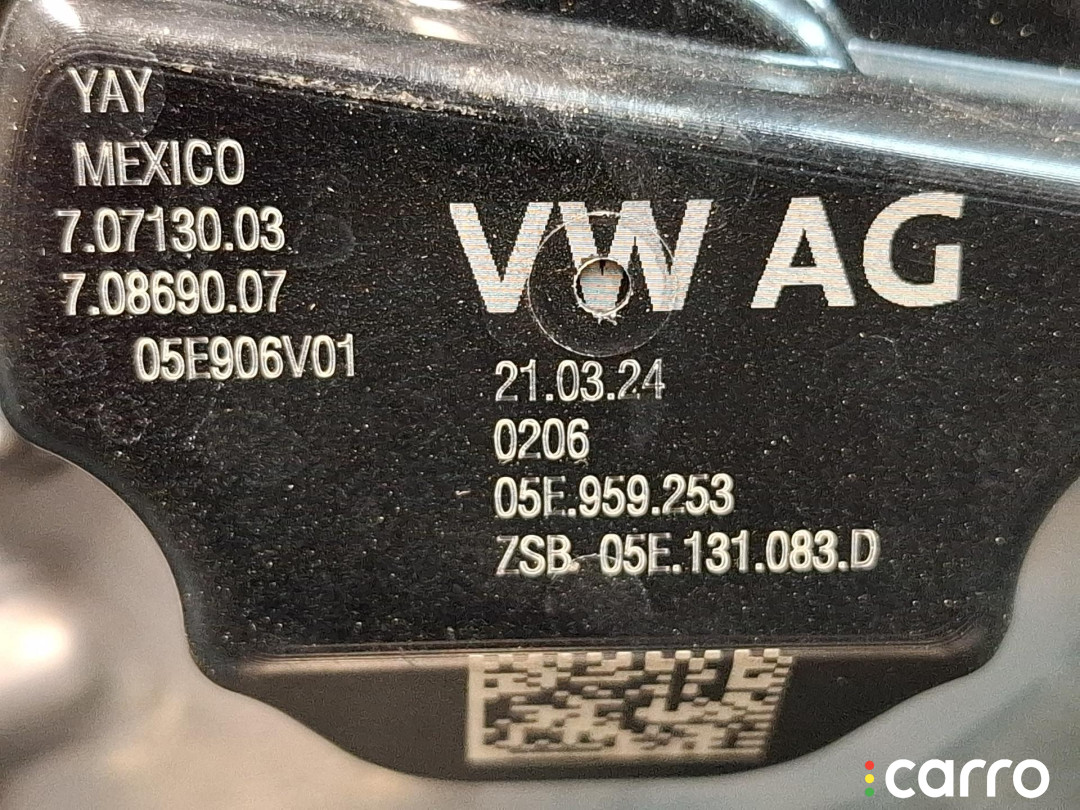 YAY
MEXICO
7.07130.03
7.08690.07
05E906V01
VW AG
21.03.24
0206
05E.959.253
ZSB. 05E.131.083.D
carro